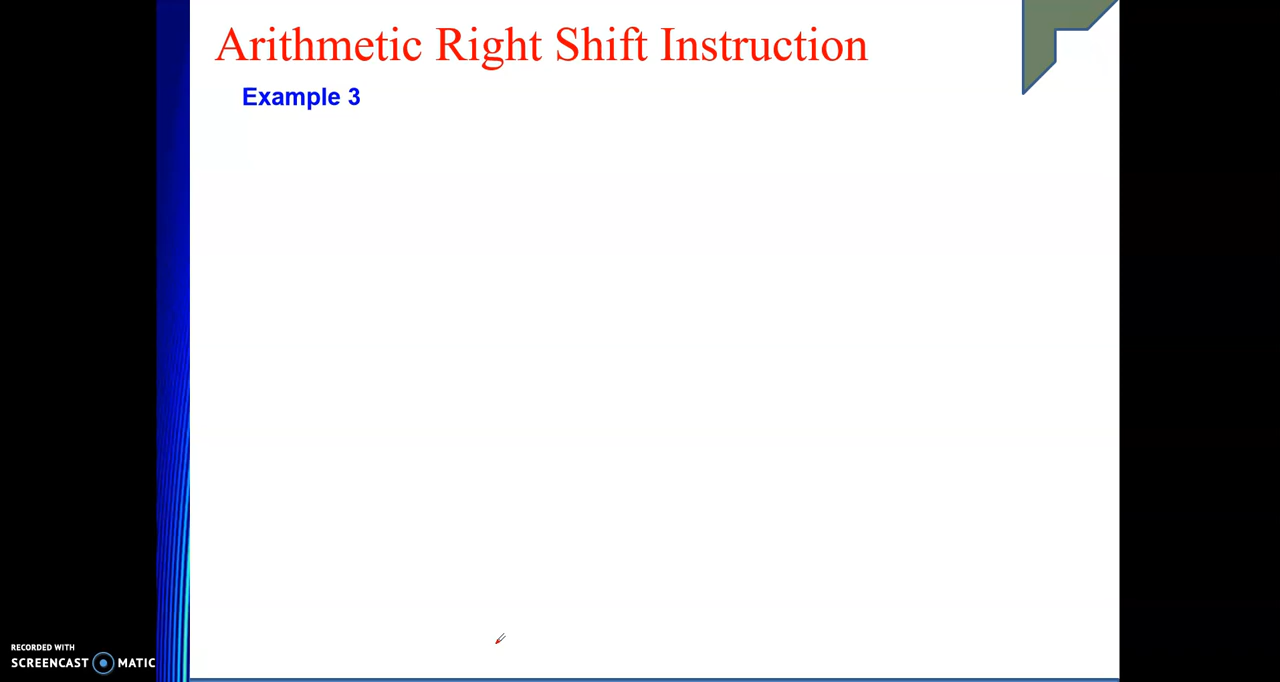 Arithmetic Right Shift Instruction
Example 3
RECORDED WITH
SCREENCAST MATIC